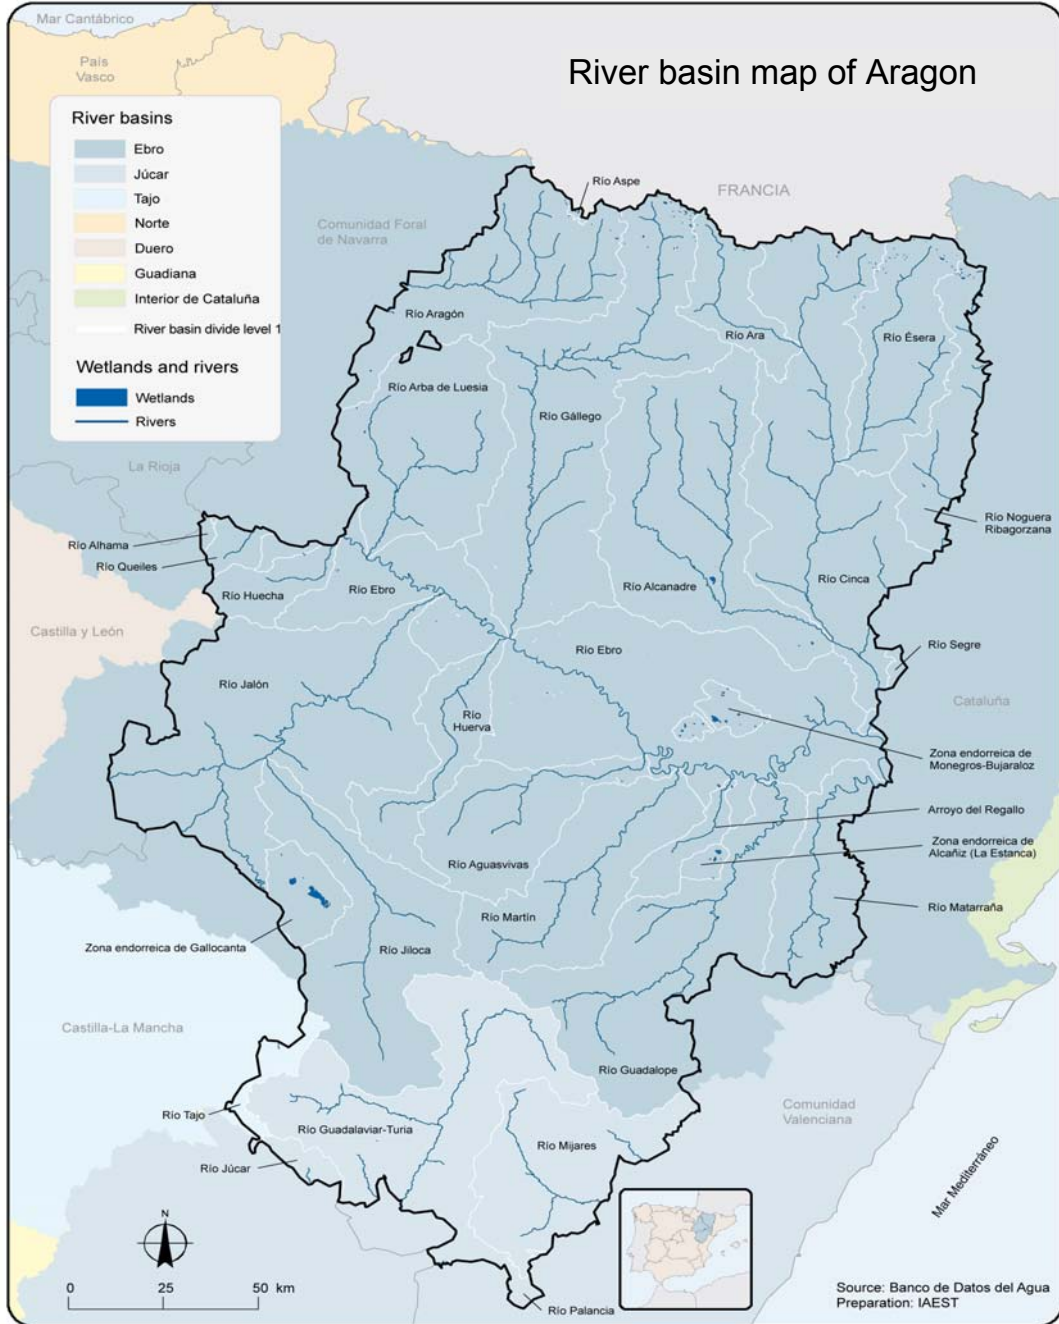 Mar Cantábrico
País
Vasco
River basin map of Aragon
River basins
Ebro
Júcar
Tajo
Norte
Duero
Guadiana
Interior de Cataluña
River basin divide level 1
Wetlands and rivers
Wetlands
Rivers
Río Aspe
FRANCIA
Comunidad Foral
de Navarra
Río Aragón
Río Ara
Río Ésera
Río Arba de Luesia
Río Gállego
La Rioja
Río Noguera
Ribagorzana
Río Alhama
Río Queiles
Río Huecha
Río Ebro
Río Alcanadre
Río Cinca
Castilla y León
Río Ebro
Río Segre
Río Jalón
Cataluña
Río
Huerva
Zona endorreica de
Monegros-Bujaraloz
Arroyo del Regallo
Zona endorreica de
Alcañiz (La Estanca)
Río Aguasvivas
Río Matarraña
Río Martín
Zona endorreica de Gallocanta
Río Jiloca
Castilla-La Mancha
Río Guadalope
Río Tajo
Comunidad
Valenciana
Río Guadalaviar-Turia
Río Mijares
Río Júcar
Mar Mediterráneo
N
0 25 50 km
Río Palancia
Source: Banco de Datos del Agua
Preparation: IAEST